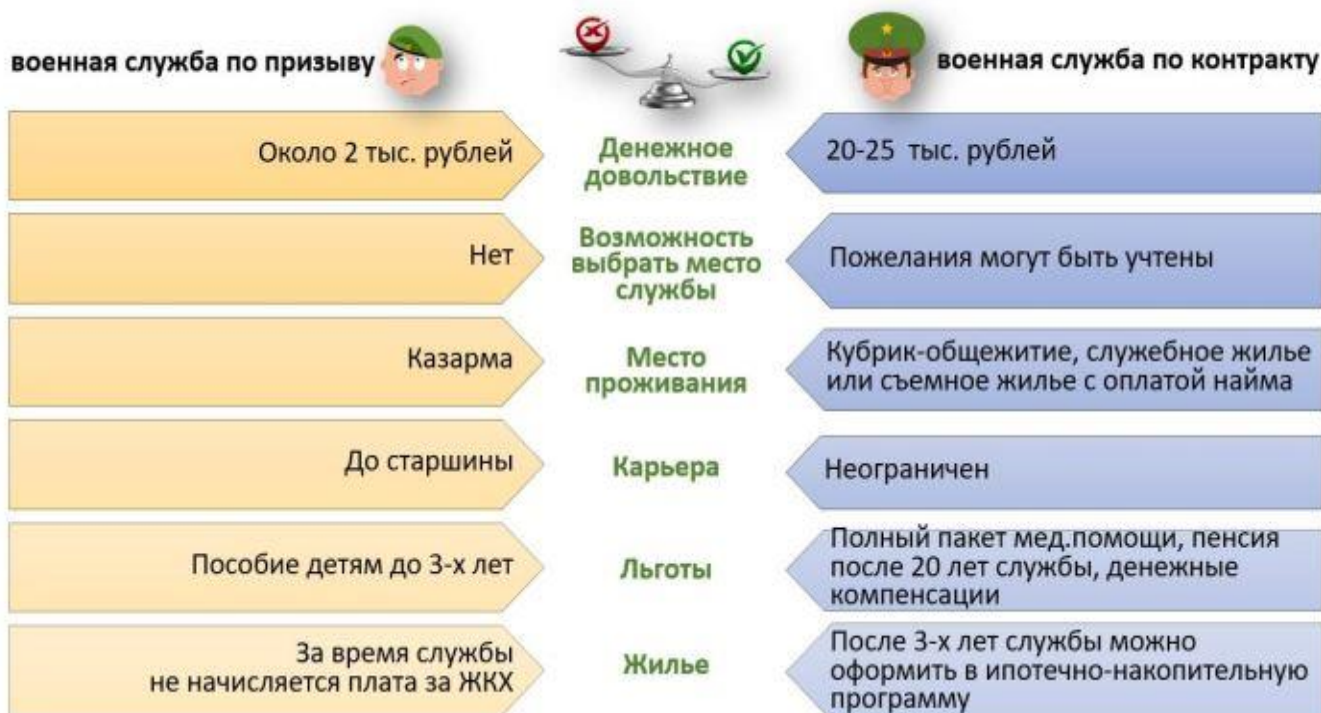 военная служба по призыву
военная служба по контракту
Около 2 тыс. рублей
Денежное
довольствие
20-25 тыс. рублей
Нет
Возможность
выбрать место
службы
Пожелания могут быть учтены
Казарма
Место
проживания
Кубрик-общежитие, служебное жилье
или съемное жилье с оплатой найма
До старшины
Карьера
Неограничен
Пособие детям до 3-х лет
Льготы
Полный пакет мед.помощи, пенсия
после 20 лет службы, денежные
компенсации
За время службы
не начисляется плата за ЖКХ
Жилье
После 3-х лет службы можно
оформить в ипотечно-накопительную
программу